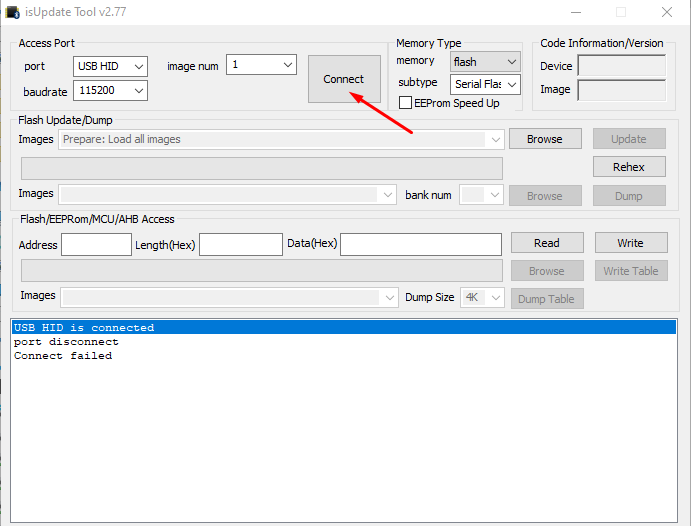 isUpdate Tool v2.77
Access Port
port USB HID image num 1
Connect
baudrate 115200
Memory Type
memory flash
subtype Serial Flas
EEProm Speed Up
Code Information/Version
Device
Image
Flash Update/Dump
Images Prepare: Load all images Browse Update
Rehex
Images bank num Browse Dump
Flash/EEPRom/MCU/AHB Access
Address Length(Hex) Data(Hex) Read Write
Browse Write Table
Images Dump Size 4K Dump Table
USB HID is connected
port disconnect
Connect failed